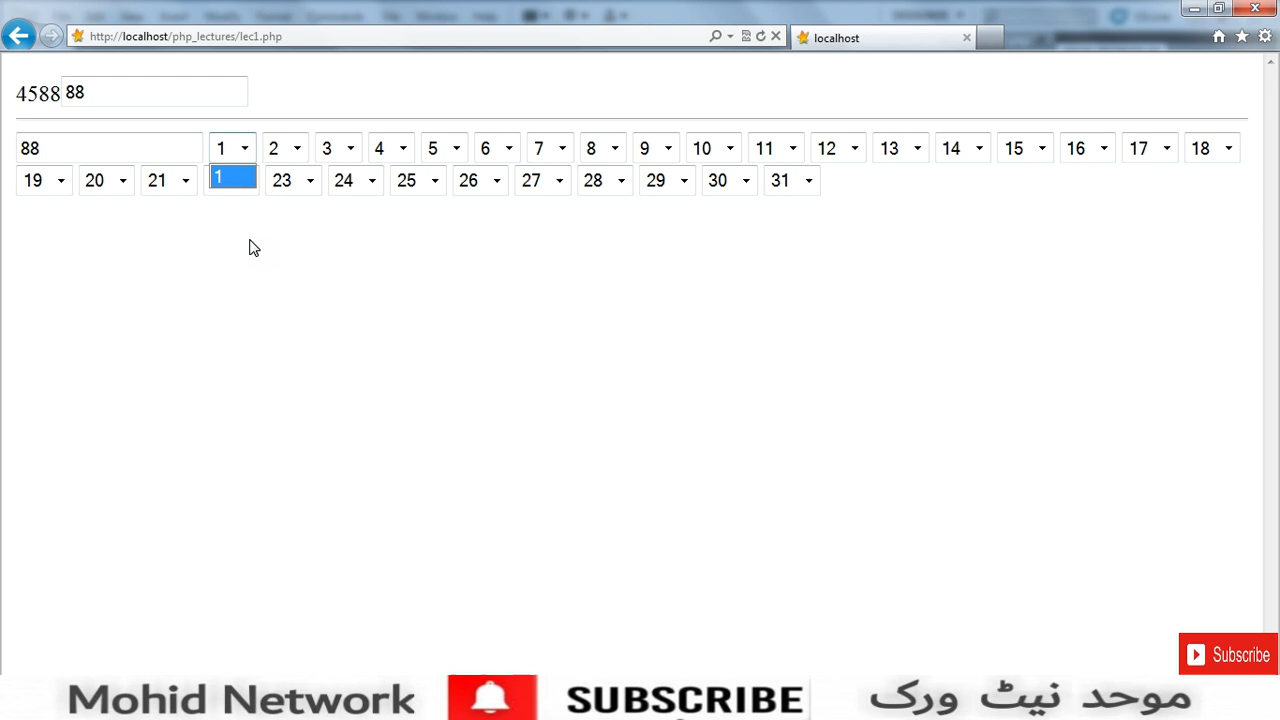 http://localhost/php_lectures/lec1.php
localhost
4588 88
88 1 2 3 4 5 6 7 8 9 10 11 12 13 14 15 16 17 18
19 20 21 1 23 24 25 26 27 28 29 30 31
Subscribe
Mohid Network SUBSCRIBE موحد نیٹ ورک